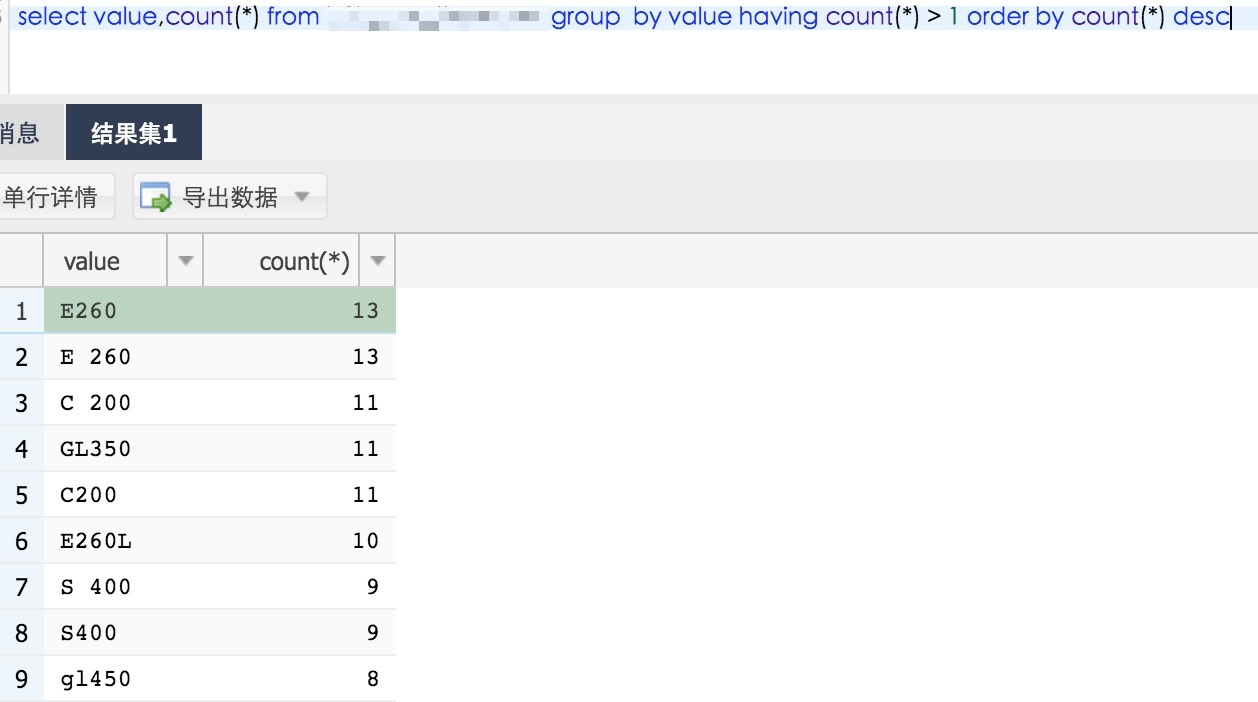 select value,count(*) from group by value having count(*) > 1 order by count(*) desc
消息 结果集1
单行详情 导出数据
value count(*)
1 E260 13
2 E 260 13
3 C 200 11
4 GL350 11
5 C200 11
6 E260L 10
7 S 400 9
8 S400 9
9 gl450 8